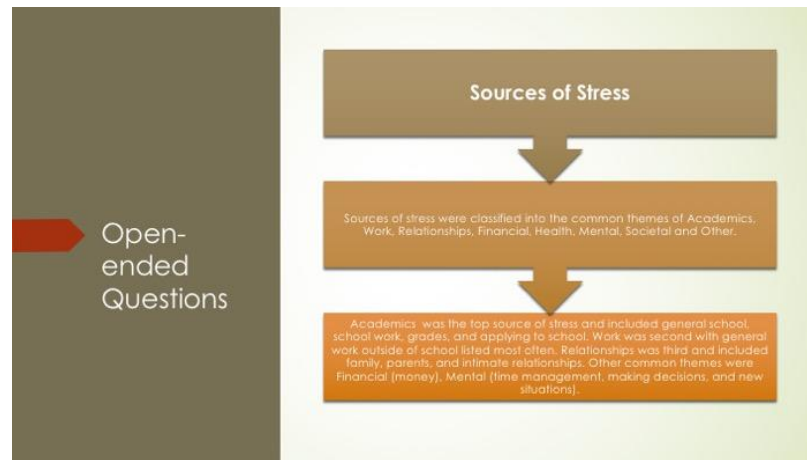 Open-
ended
Questions
Sources of Stress
Sources of stress were classified into the common themes of Academics,
Work, Relationships, Financial, Health, Mental, Societal and Other.
Academics was the top source of stress and included general school,
school work, grades, and applying to school. Work was second with general
work outside of school listed most often. Relationships was third and included
family, parents, and intimate relationships. Other common themes were
Financial (money), Mental (time management, making decisions, and new
situations).